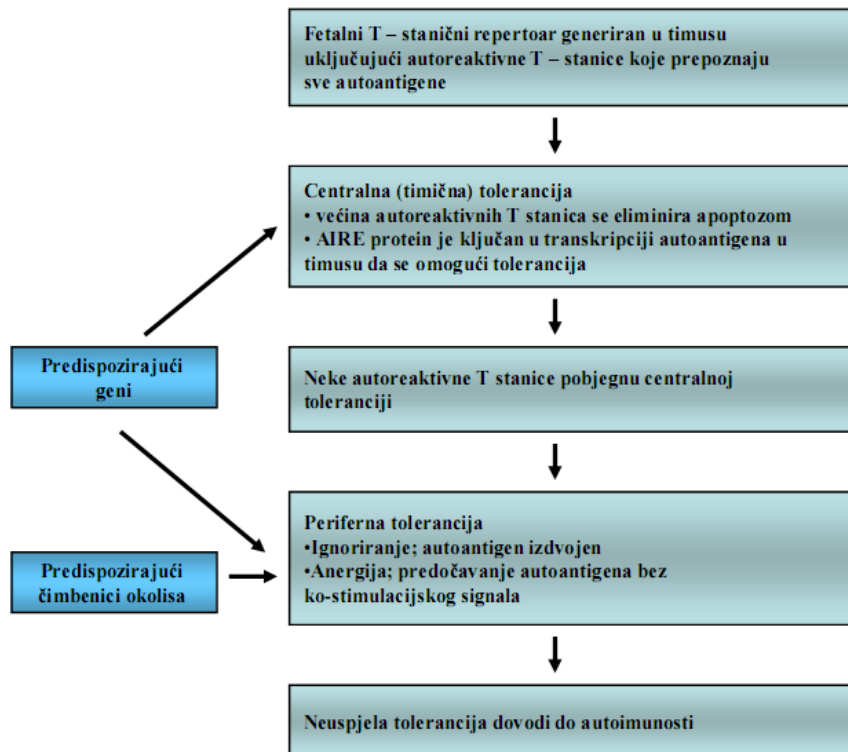 Fetalni T – stanični repertoar generiran u timusu
uključujući autoreaktivne T – stanice koje prepoznaju
sve autoantigene
Centralna (timična) tolerancija
• većina autoreaktivnih T stanica se eliminira apoptozom
• AIRE protein je ključan u transkripciji autoantigena u
timusu da se omogući tolerancija
Predispozirajući
geni
Neke autoreaktivne T stanice pobjegnu centralnoj
toleranciji
Periferna tolerancija
•Ignoriranje; autoantigen izdvojen
•Anergija; predočavanje autoantigena bez
ko-stimulacijskog signala
Predispozirajući
čimbenici okolisa
Neuspjela tolerancija dovodi do autoimunosti